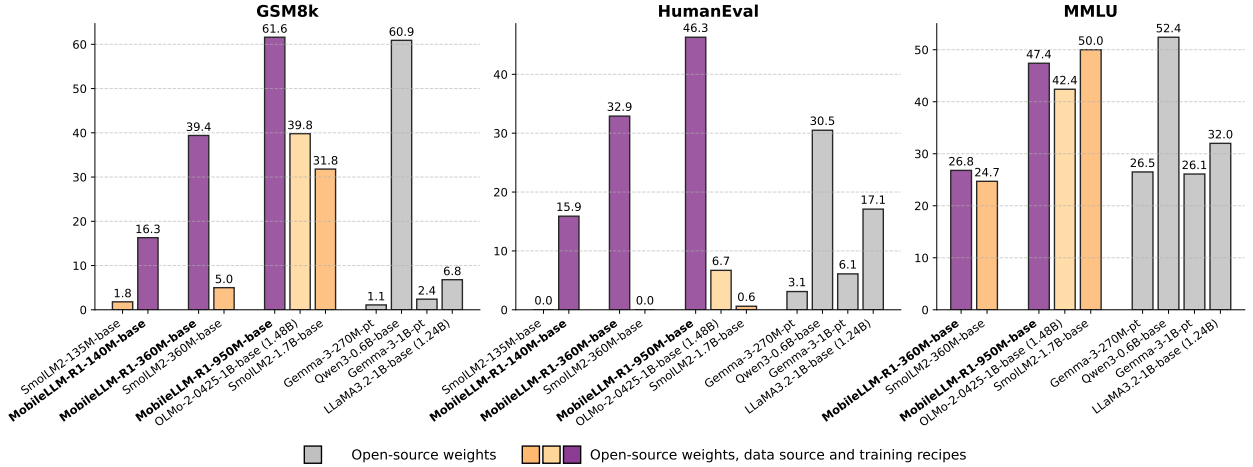 GSM8k
60
50
40
30
20
10
0
1.8
16.3
39.4
5.0
61.6
39.8
31.8
1.1
60.9
2.4
6.8
SmolLM2-135M-base
MobileLLM-R1-140M-base
MobileLLM-R1-360M-base
SmolLM2-360M-base
MobileLLM-R1-950M-base
OLMo-2-0425-1B-base (1.48B)
SmolLM2-1.7B-base
Gemma-3-270M-pt
Qwen3-0.6B-base
Gemma-3-1B-pt
LLaMA3.2-1B-base (1.24B)
HumanEval
40
30
20
10
0
0.0
15.9
32.9
0.0
46.3
6.7
0.6
3.1
30.5
6.1
17.1
SmolLM2-135M-base
MobileLLM-R1-140M-base
MobileLLM-R1-360M-base
SmolLM2-360M-base
MobileLLM-R1-950M-base
OLMo-2-0425-1B-base (1.48B)
SmolLM2-1.7B-base
Gemma-3-270M-pt
Qwen3-0.6B-base
Gemma-3-1B-pt
LLaMA3.2-1B-base (1.24B)
MMLU
50
40
30
20
10
0
26.8
24.7
47.4
42.4
50.0
26.5
52.4
26.1
32.0
MobileLLM-R1-360M-base
SmolLM2-360M-base
MobileLLM-R1-950M-base
OLMo-2-0425-1B-base (1.48B)
SmolLM2-1.7B-base
Gemma-3-270M-pt
Qwen3-0.6B-base
Gemma-3-1B-pt
LLaMA3.2-1B-base (1.24B)
Open-source weights
Open-source weights, data source and training recipes